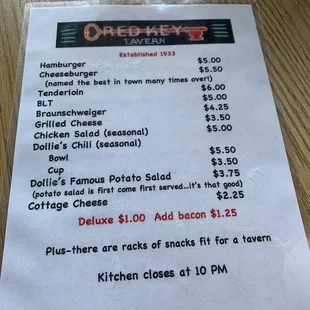 RED KEY
TAVERN
Established 1933
Hamburger $5.00
Cheeseburger $5.50
(named the best in town many times over!)
Tenderloin $6.00
BLT $5.00
Braunschweiger $4.25
Grilled Cheese $3.50
Chicken Salad (seasonal) $5.00
Dollie's Chili (seasonal)
Bowl $5.50
Cup $3.50
Dollie's Famous Potato Salad $3.75
(potato salad is first come first served...it's that good)
Cottage Cheese $2.25
Deluxe $1.00 Add bacon $1.25
Plus-there are racks of snacks fit for a tavern
Kitchen closes at 10 PM